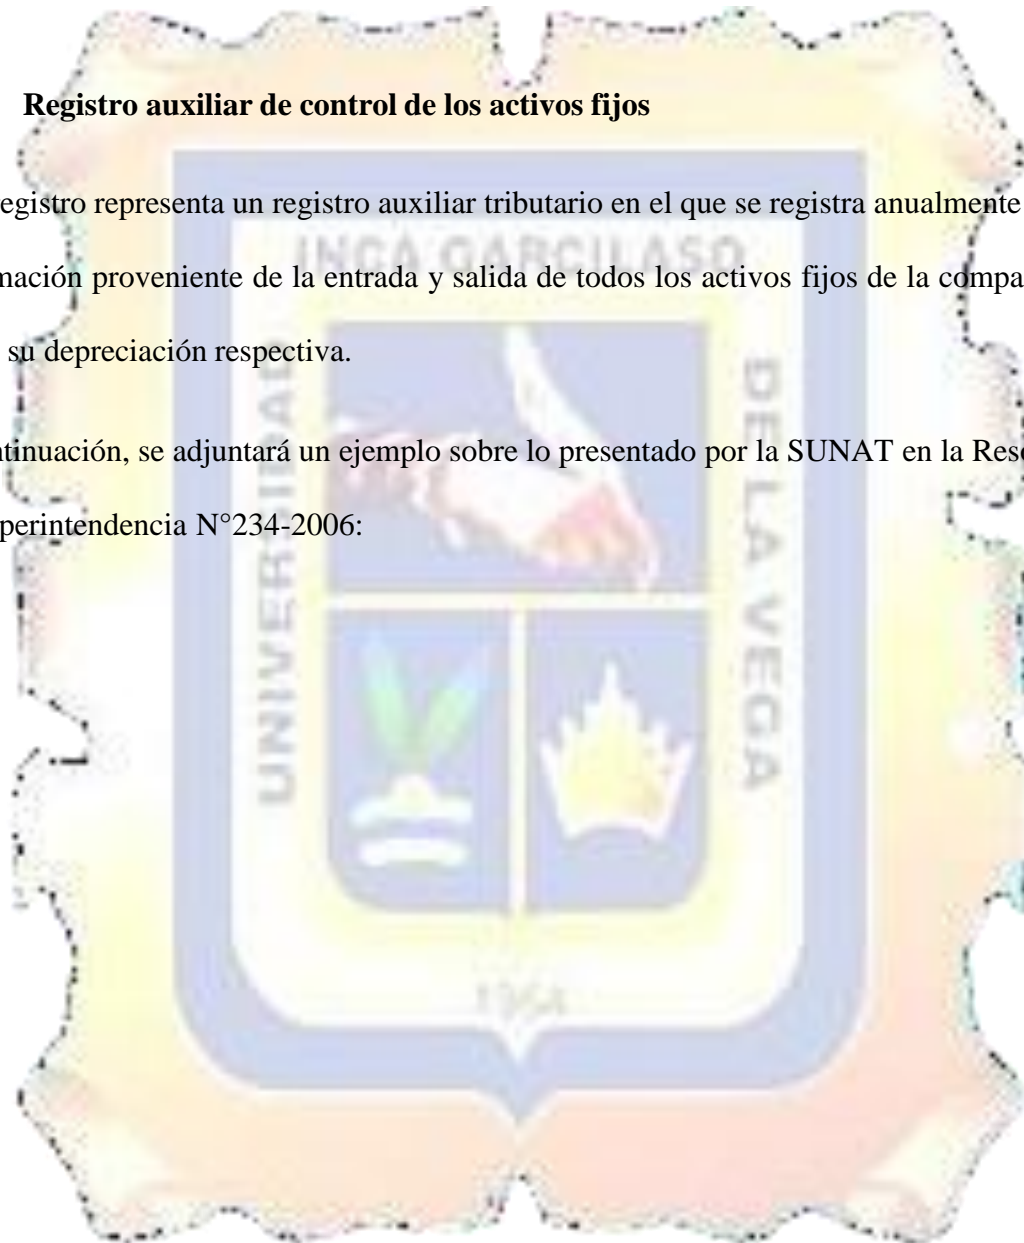 Registro auxiliar de control de los activos fijos
egistro representa un registro auxiliar tributario en el que se registra anualmente
mación proveniente de la entrada y salida de todos los activos fijos de la compa
su depreciación respectiva.
ntinuación, se adjuntará un ejemplo sobre lo presentado por la SUNAT en la Reso
perintendencia N°234-2006:
INCA GARCILASO
UNIVERSIDAD
DE LA VEGA
1964